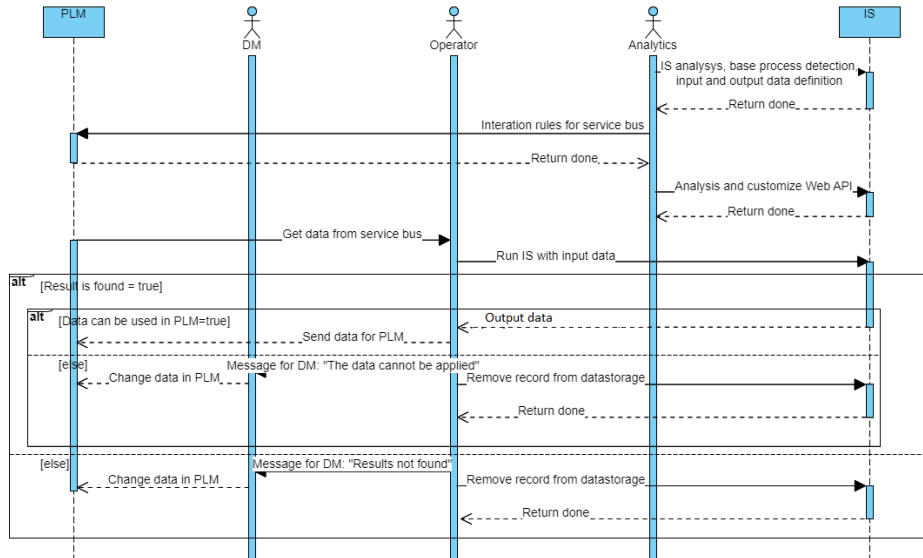 PLM
DM
Operator
Analytics
IS
IS analysys, base process detection,
input and output data definition
Return done
Interation rules for service bus
Return done
Analysis and customize Web API
Return done
Get data from service bus
Run IS with input data
alt
[Result is found = true]
alt
[Data can be used in PLM=true]
Output data
Send data for PLM
[else]
Message for DM: "The data cannot be applied"
Change data in PLM
Remove record from datastorage
Return done
[else]
Message for DM: "Results not found"
Change data in PLM
Remove record from datastorage
Return done